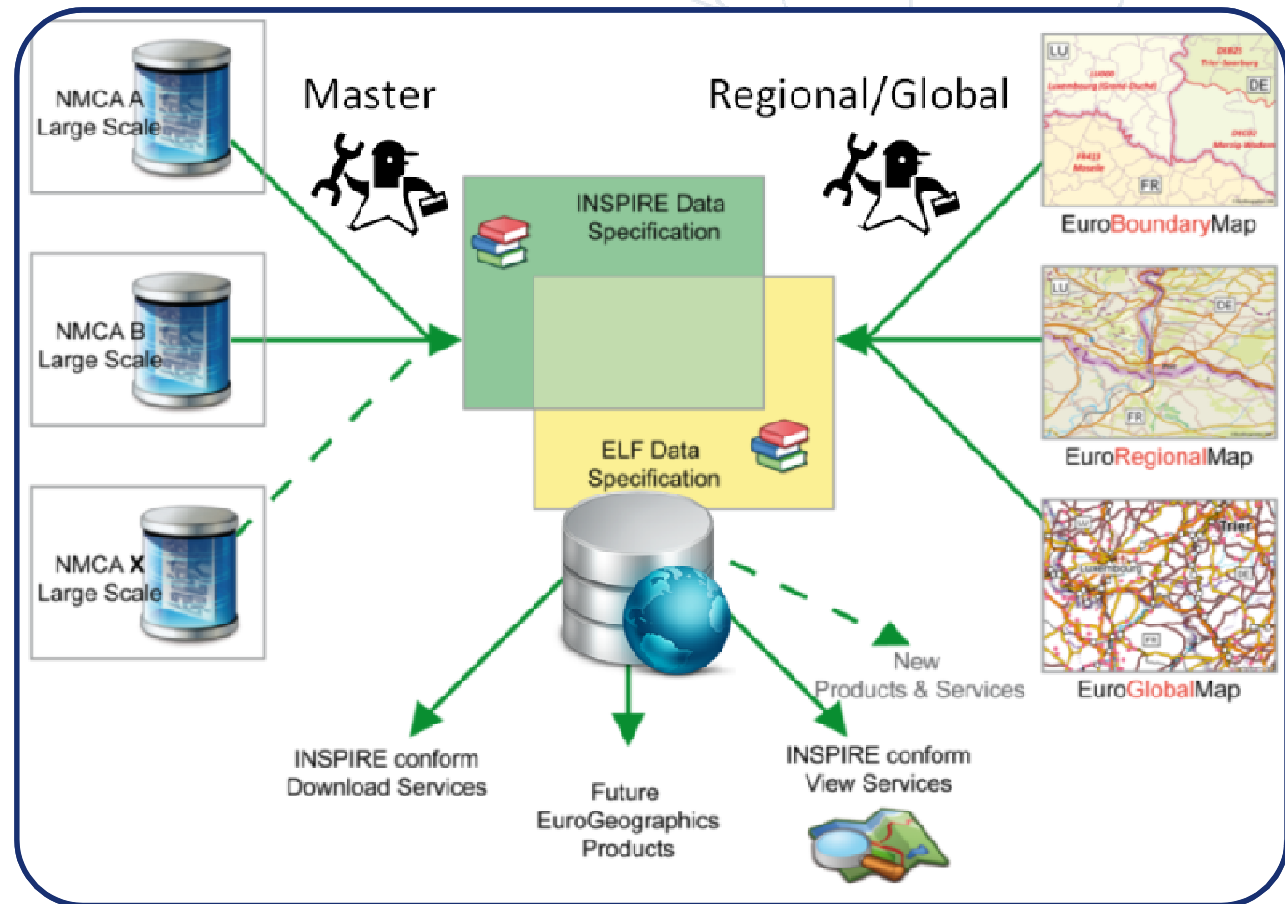 Master
Regional/Global
NMCA A
Large Scale
NMCA B
Large Scale
NMCA X
Large Scale
INSPIRE Data
Specification
ELF Data
Specification
LU
DE
FR
EuroBoundaryMap
LU
DE
FR
EuroRegionalMap
Trier
Luxembourg
DE
FR
EuroGlobalMap
New
Products & Services
INSPIRE conform
Download Services
Future
EuroGeographics
Products
INSPIRE conform
View Services